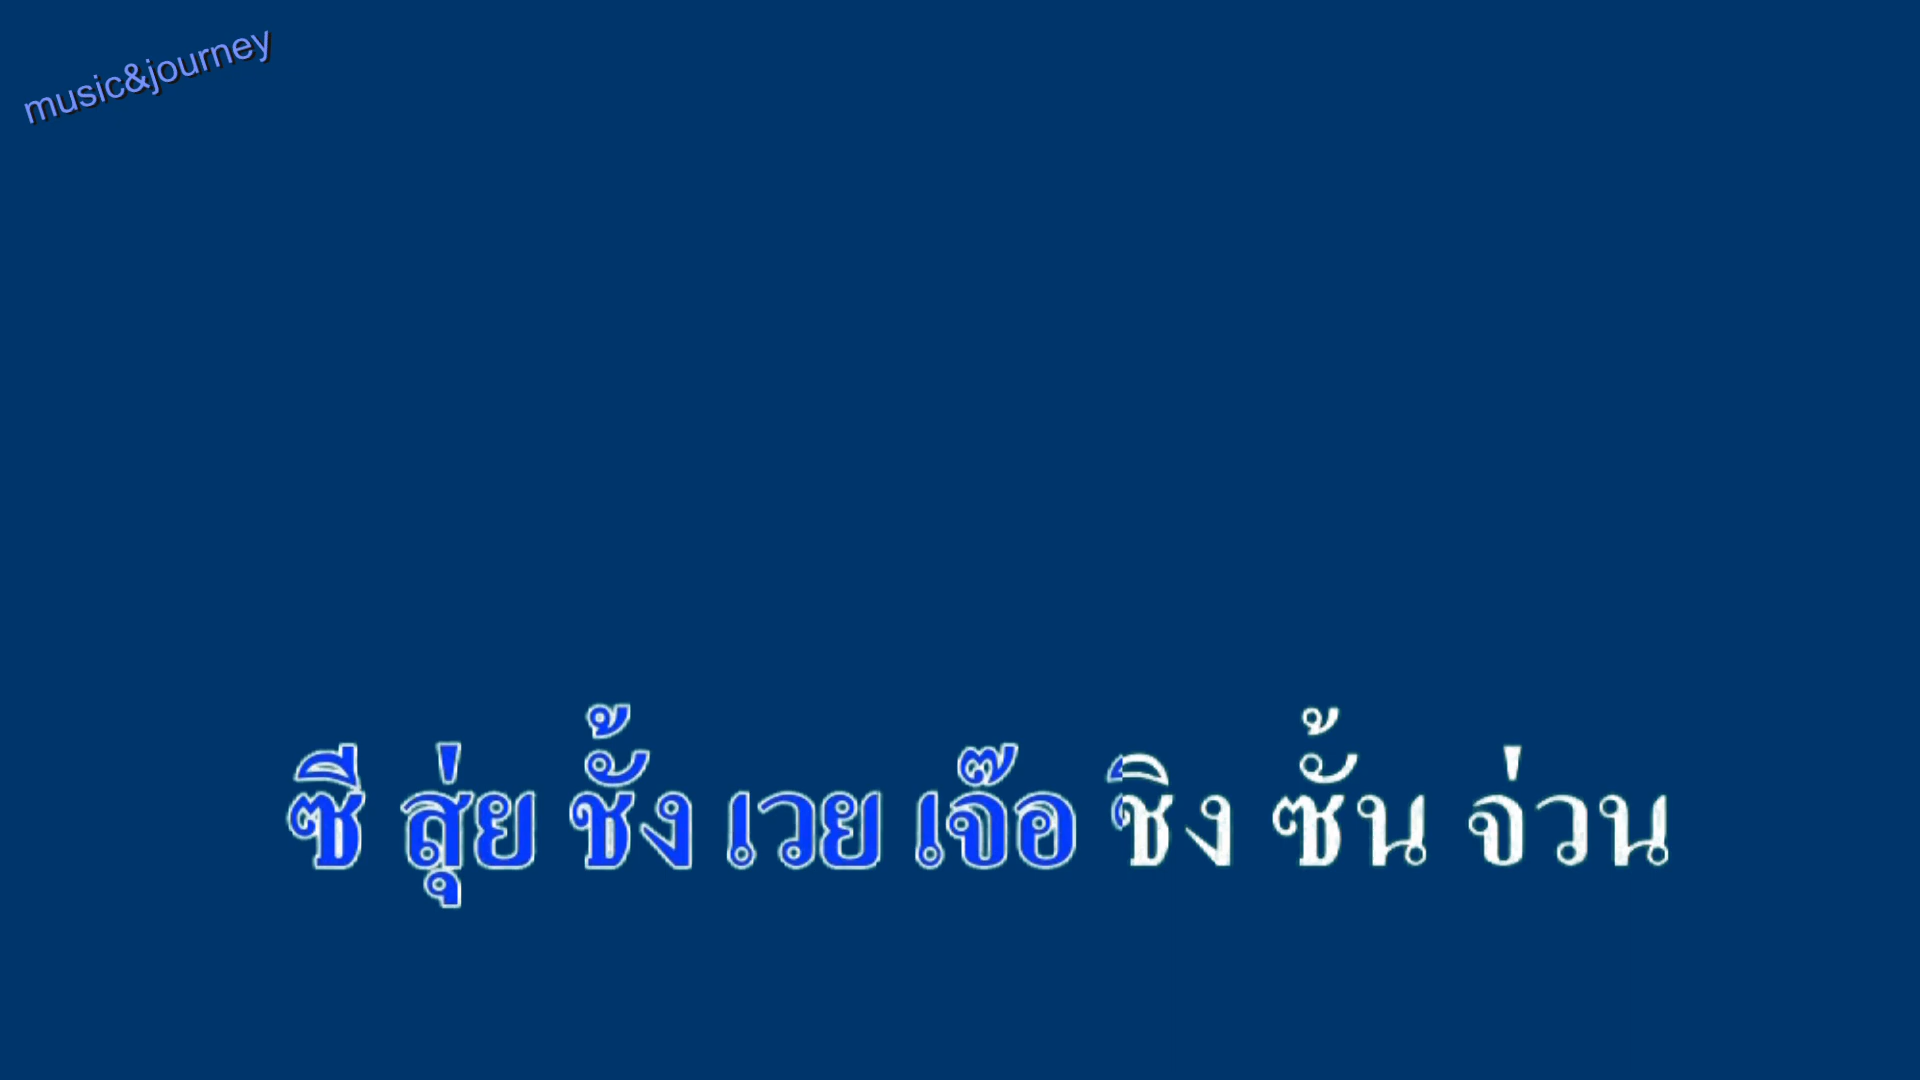 music&journey
ซี สุ่ย ชั้ง เวย เจ๊อ ชิง ซั้น จ่วน